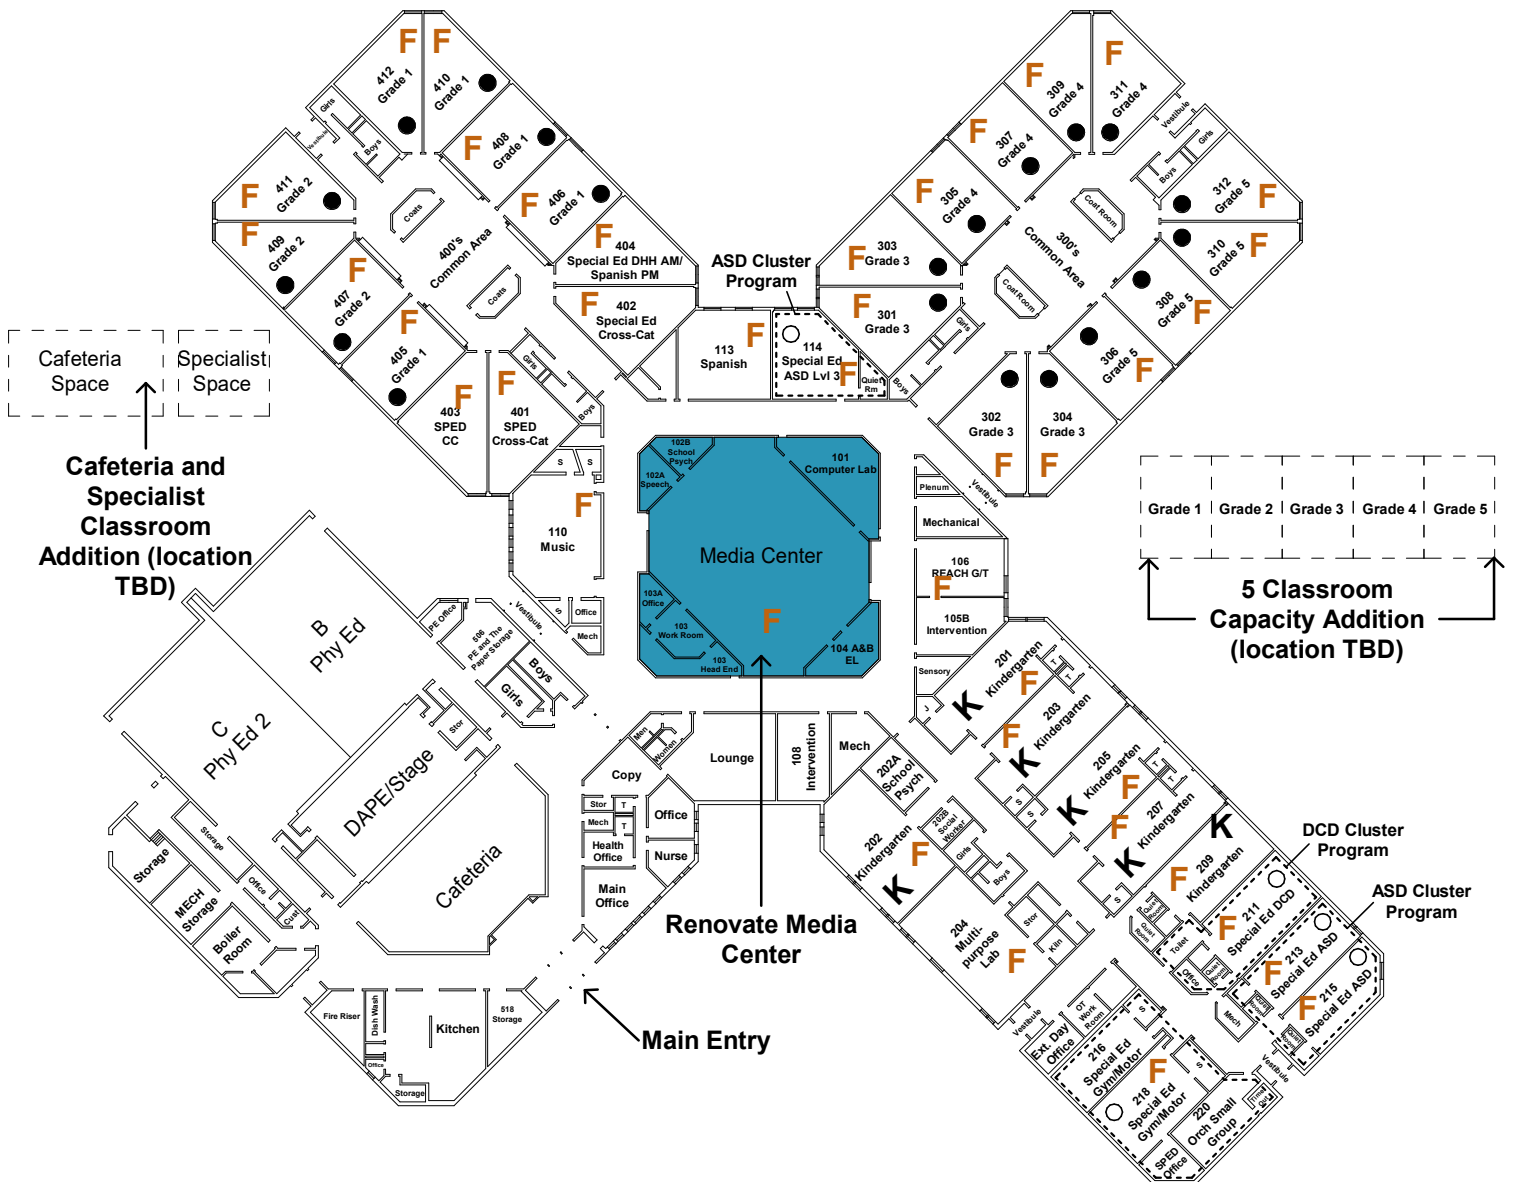 F
412
Grade 1
F
410
Grade 1
F
408
Grade 1
F
406
Grade 1
F
404
Special Ed DHH AM/
Spanish PM
F
402
Special Ed
Cross-Cat
Girls
Vestibule
Boys
F
411
Grade 2
F
409
Grade 2
F
407
Grade 2
F
405
Grade 1
F
403
SPED
CC
F
401
SPED
Cross-Cat
Coats
400's
Common Area
Coats
Girls
Boys
F
309
Grade 4
F
311
Grade 4
F
307
Grade 4
F
305
Grade 4
F
303
Grade 3
F
301
Grade 3
Vestibule
Girls
Boys
312
Grade 5
F
310
Grade 5
F
308
Grade 5
F
306
Grade 5
F
302
Grade 3
F
304
Grade 3
F
Coat Room
300's
Common Area
Coat Room
Girls
Boys
ASD Cluster
Program
F
113
Spanish
114
Special Ed
ASD Lvl 3
F
Quiet
Rm
Cafeteria
Space
Specialist
Space
Cafeteria and
Specialist
Classroom
Addition (location
TBD)
Grade 1
Grade 2
Grade 3
Grade 4
Grade 5
5 Classroom
Capacity Addition
(location TBD)
S
S
F
110
Music
S
Office
Mech
Vestibule
102B
School
Psych
102A
Speech
101
Computer Lab
Media Center
103A
Office
103
Work Room
103
Head End
F
104 A&B
EL
Renovate Media
Center
Plenum
Vestibule
Mechanical
106
REACH G/T
F
105B
Intervention
Sensory
J
B
Phy Ed
C
Phy Ed 2
PE Office
506
PE and The
Paper Storage
Boys
Girls
Stor
DAPE/Stage
Cafeteria
Storage
Storage
MECH
Storage
Boiler
Room
Office
Cust
Fire Riser
Dish Wash
Office
Kitchen
Storage
518
Storage
Main Entry
Men
Women
Copy
Stor
T
Mech
T
Health
Office
Main
Office
Office
Nurse
Lounge
108
Intervention
Mech
202A
School
Psych
202B
Social
Worker
Girls
Boys
202
Kindergarten
F
K
204
Multi-
purpose
Lab
F
Stor
Kiln
201
Kindergarten
F
K
T
T
203
Kindergarten
F
K
S
S
205
Kindergarten
F
K
T
T
207
Kindergarten
F
K
S
209
Kindergarten
F
K
Quiet
Room
Quiet
Room
Toilet
Office
Quiet
Room
211
Special Ed DCD
F
DCD Cluster
Program
ASD Cluster
Program
213
Special Ed ASD
F
215
Special Ed ASD
F
Quiet
Room
Quiet
Room
Mech
Vestibule
Vestibule
Ext. Day
Office
OT
Work
Room
S
216
Special Ed
Gym/Motor
F
218
Special Ed
Gym/Motor
S
220
Orch Small
Group
SPED
Office